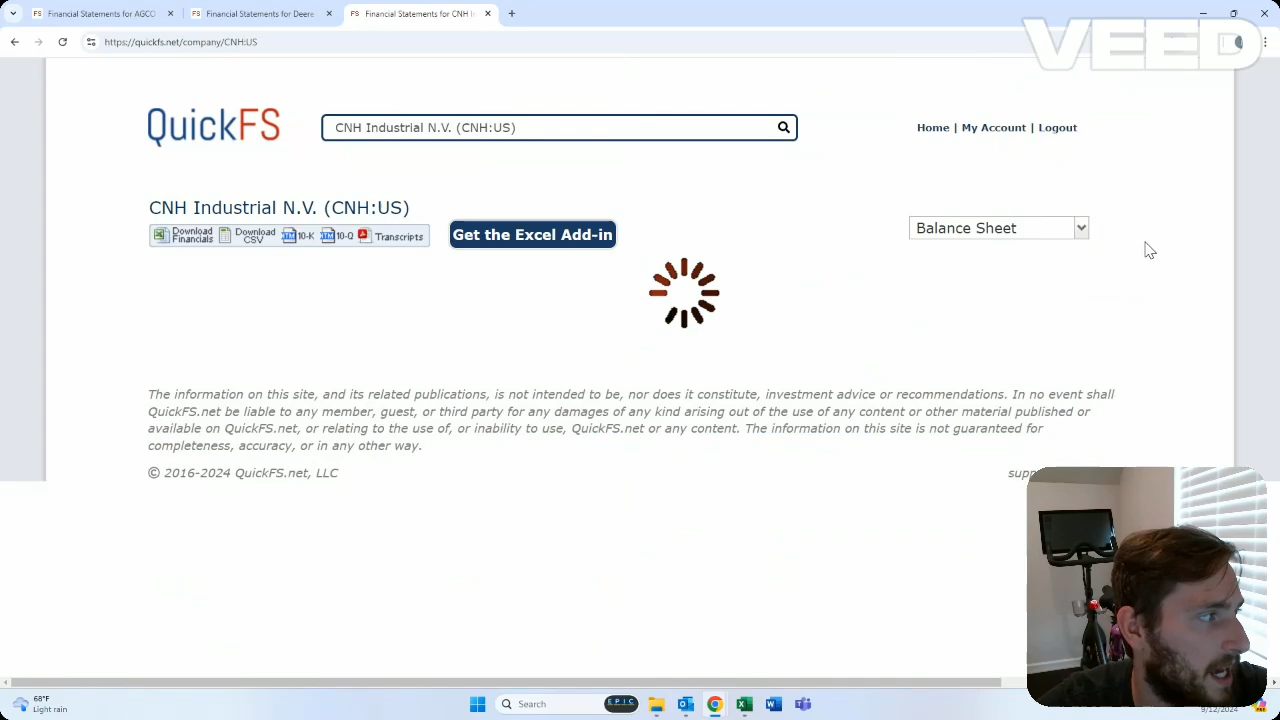 Financial Statements for AGCO
Financial Statements for Deere
Financial Statements for CNH I
https://quickfs.net/company/CNH:US
VEED
QuickFS
CNH Industrial N.V. (CNH:US)
Home | My Account | Logout
CNH Industrial N.V. (CNH:US)
Download Financials
Download CSV
10-K
10-Q
Transcripts
Get the Excel Add-in
Balance Sheet
The information on this site, and its related publications, is not intended to be, nor does it constitute, investment advice or recommendations. In no event shall
QuickFS.net be liable to any member, guest, or third party for any damages of any kind arising out of the use of any content or other material published or
available on QuickFS.net, or relating to the use of, or inability to use, QuickFS.net or any content. The information on this site is not guaranteed for
completeness, accuracy, or in any other way.
© 2016-2024 QuickFS.net, LLC
supp
68°F
Light rain
Search
EPIC
9/12/2024